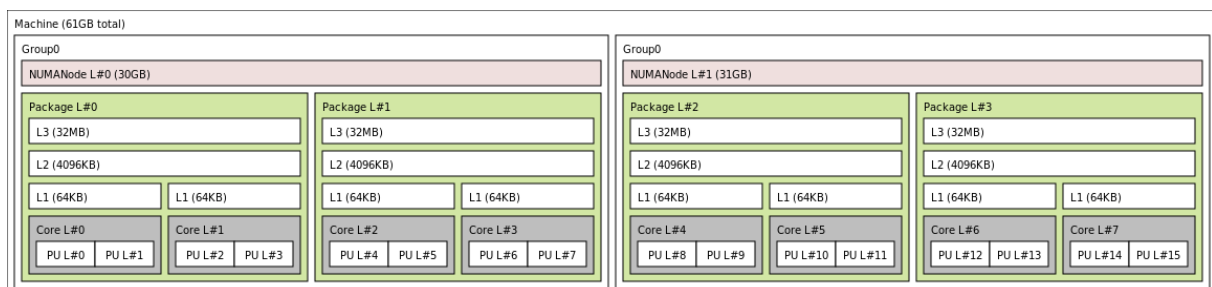 Machine (61GB total)
Group0
NUMANode L#0 (30GB)
Package L#0
L3 (32MB)
L2 (4096KB)
L1 (64KB)
L1 (64KB)
Core L#0
PU L#0
PU L#1
Core L#1
PU L#2
PU L#3
Package L#1
L3 (32MB)
L2 (4096KB)
L1 (64KB)
L1 (64KB)
Core L#2
PU L#4
PU L#5
Core L#3
PU L#6
PU L#7
Group0
NUMANode L#1 (31GB)
Package L#2
L3 (32MB)
L2 (4096KB)
L1 (64KB)
L1 (64KB)
Core L#4
PU L#8
PU L#9
Core L#5
PU L#10
PU L#11
Package L#3
L3 (32MB)
L2 (4096KB)
L1 (64KB)
L1 (64KB)
Core L#6
PU L#12
PU L#13
Core L#7
PU L#14
PU L#15